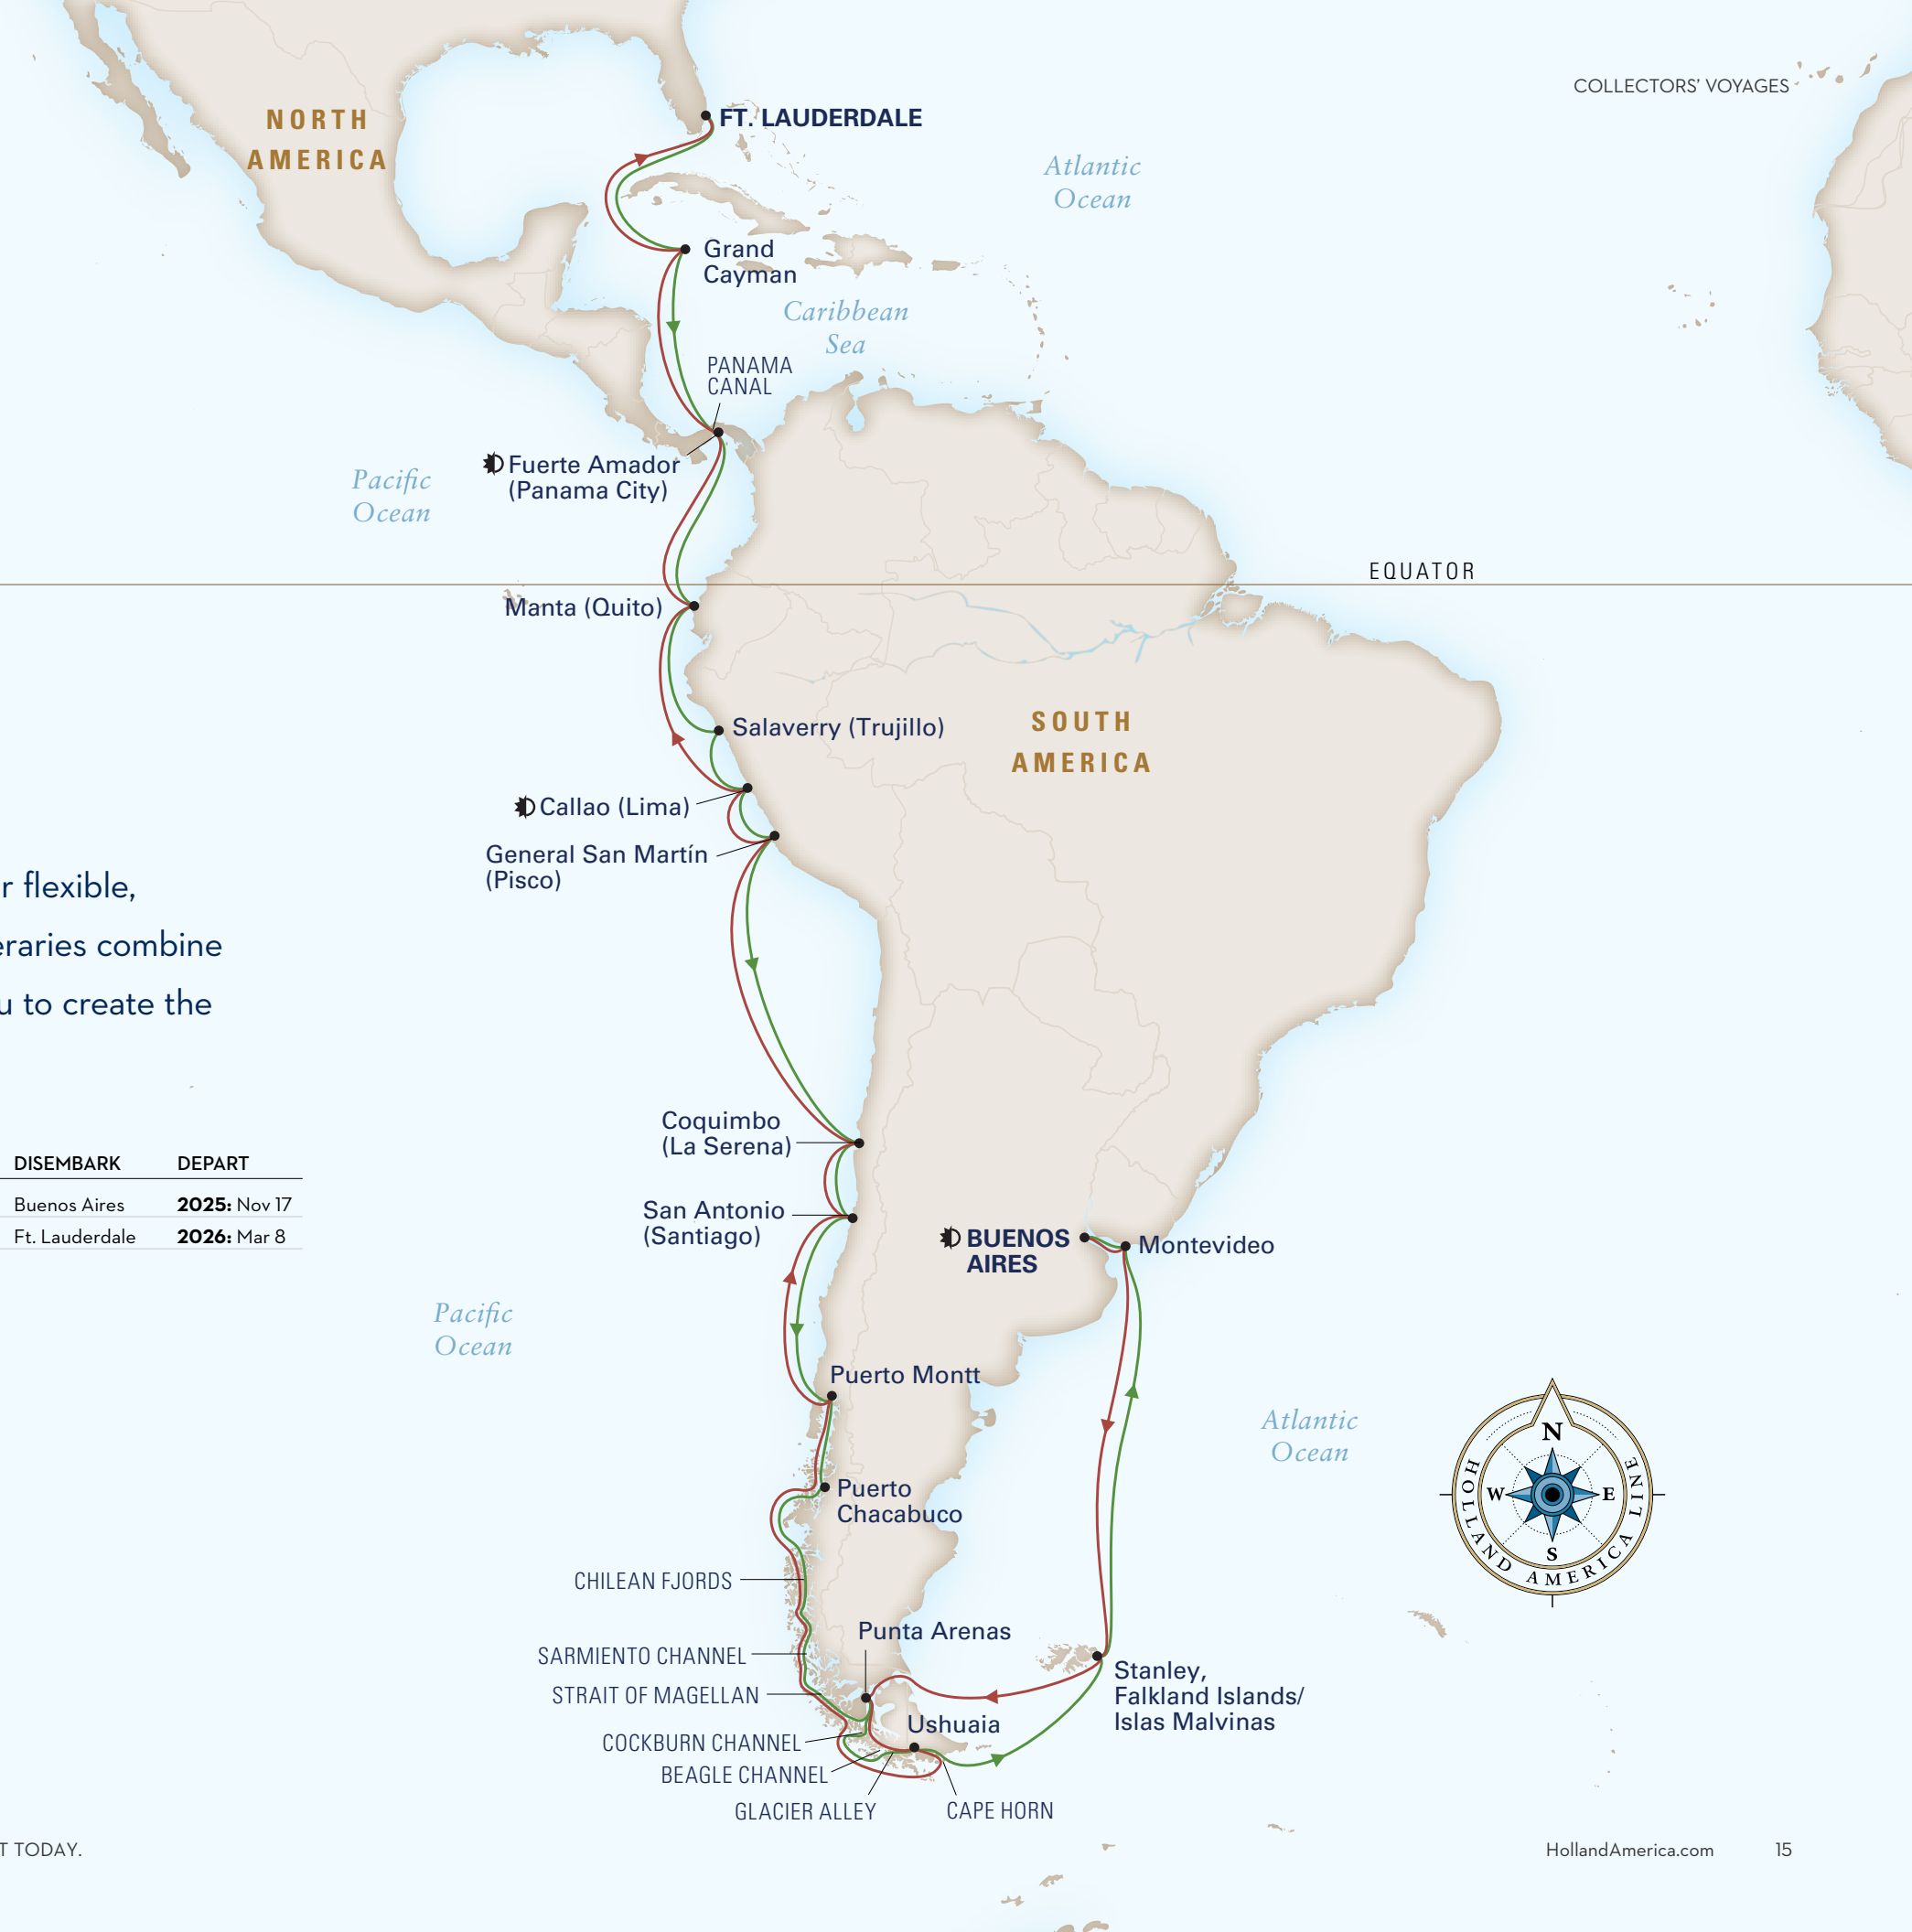 COLLECTORS' VOYAGES
NORTH
AMERICA
FT. LAUDERDALE
Atlantic
Ocean
Grand
Cayman
Caribbean
Sea
PANAMA
CANAL
Fuerte Amador
(Panama City)
Pacific
Ocean
EQUATOR
Manta (Quito)
Salaverry (Trujillo)
SOUTH
AMERICA
Callao (Lima)
General San Martín
(Pisco)
r flexible,
eraries combine
u to create the
Coquimbo
(La Serena)
DISEMBARK DEPART
Buenos Aires 2025: Nov 17
Ft. Lauderdale 2026: Mar 8
San Antonio
(Santiago)
BUENOS
AIRES
Montevideo
Pacific
Ocean
Puerto Montt
Atlantic
Ocean
N
W
E
S
HOLLAND AMERICA LINE
Puerto
Chacabuco
CHILEAN FJORDS
Punta Arenas
SARMIENTO CHANNEL
STRAIT OF MAGELLAN
Stanley,
Falkland Islands/
Islas Malvinas
Ushuaia
COCKBURN CHANNEL
BEAGLE CHANNEL
GLACIER ALLEY
CAPE HORN
T TODAY.
HollandAmerica.com 15